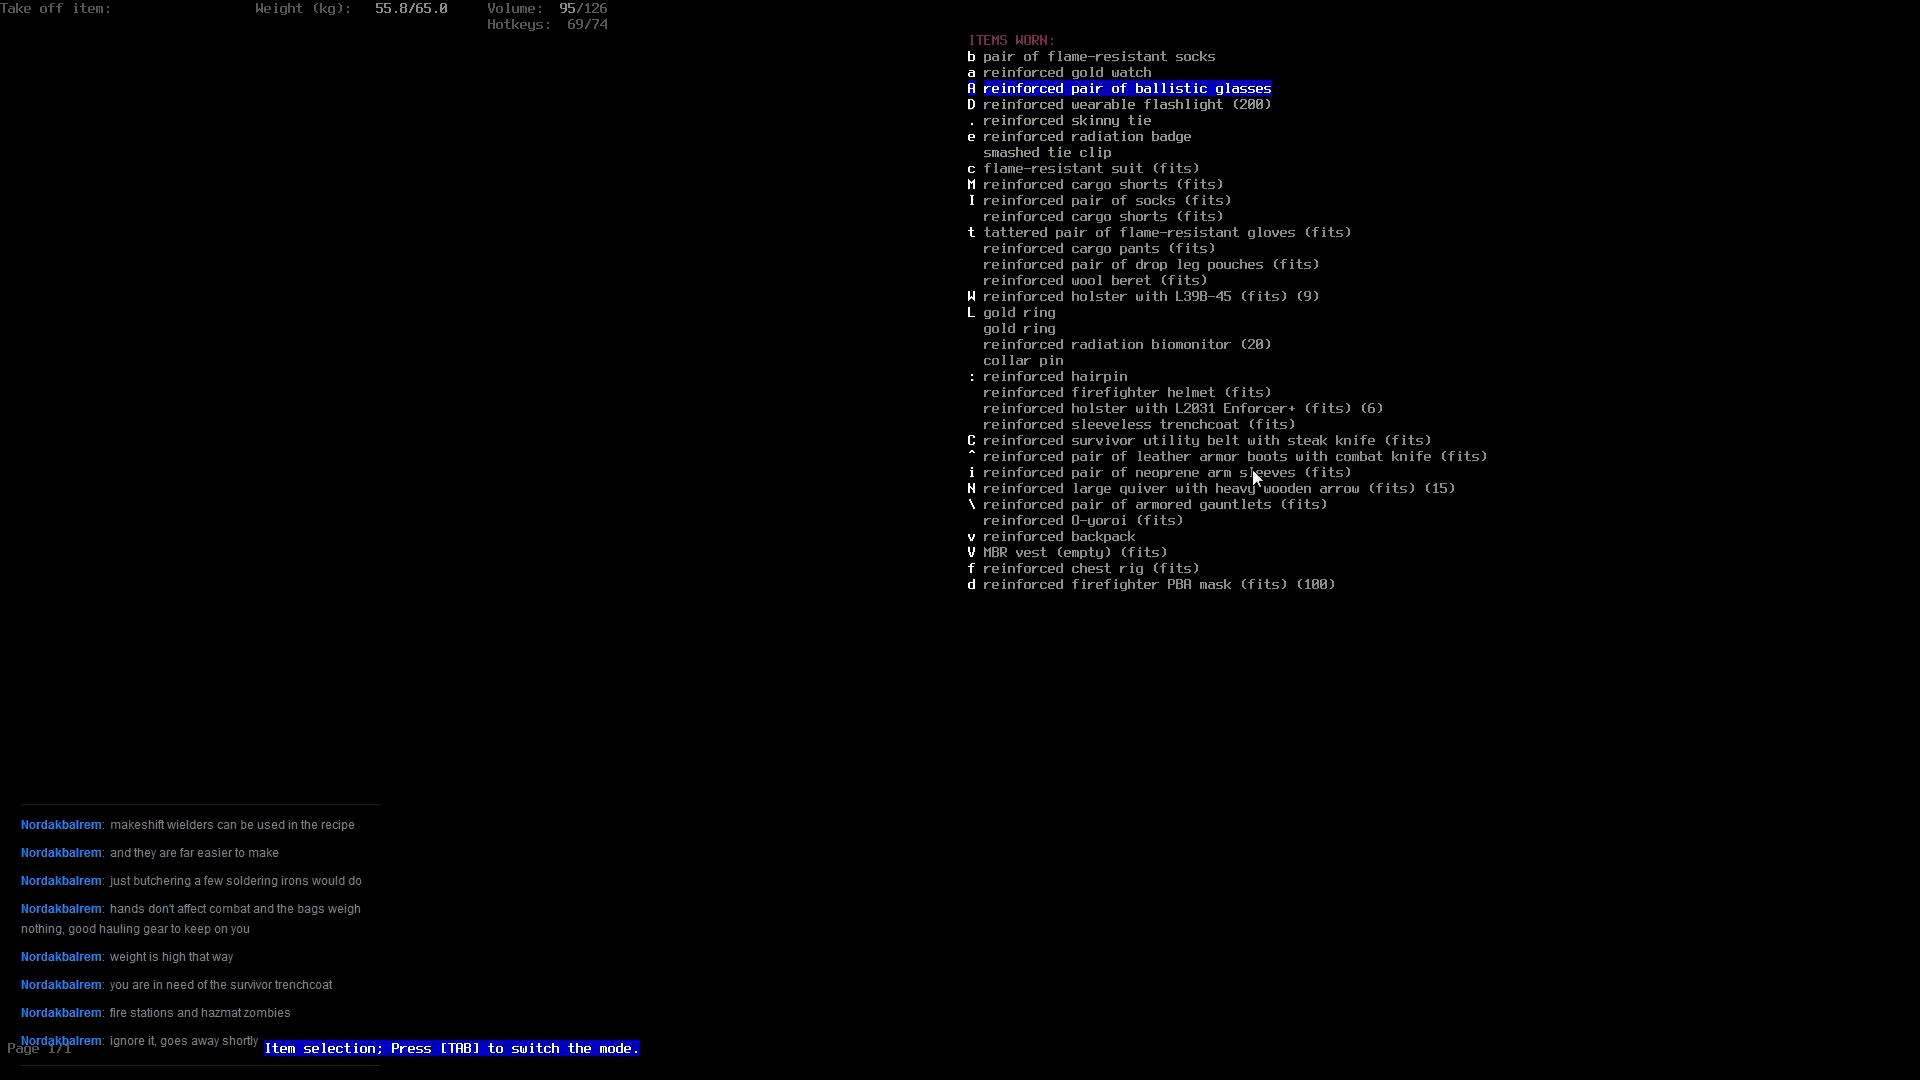 Take off item: Weight (kg): 55.8/65.0 Volume: 95/126
Hotkeys: 69/74
ITEMS WORN:
b pair of flame-resistant socks
a reinforced gold watch
A reinforced pair of ballistic glasses
D reinforced wearable flashlight (200)
. reinforced skinny tie
e reinforced radiation badge
smashed tie clip
c flame-resistant suit (fits)
M reinforced cargo shorts (fits)
I reinforced pair of socks (fits)
reinforced cargo shorts (fits)
t tattered pair of flame-resistant gloves (fits)
reinforced cargo pants (fits)
reinforced pair of drop leg pouches (fits)
reinforced wool beret (fits)
W reinforced holster with L39B-45 (fits) (9)
L gold ring
gold ring
reinforced radiation biomonitor (20)
collar pin
: reinforced hairpin
reinforced firefighter helmet (fits)
reinforced holster with L2031 Enforcer+ (fits) (6)
reinforced sleeveless trenchcoat (fits)
C reinforced survivor utility belt with steak knife (fits)
^ reinforced pair of leather armor boots with combat knife (fits)
i reinforced pair of neoprene arm sleeves (fits)
N reinforced large quiver with heavy wooden arrow (fits) (15)
\ reinforced pair of armored gauntlets (fits)
reinforced O-yoroi (fits)
v reinforced backpack
V MBR vest (empty) (fits)
f reinforced chest rig (fits)
d reinforced firefighter PBA mask (fits) (100)
Nordakbalrem: makeshift wielders can be used in the recipe
Nordakbalrem: and they are far easier to make
Nordakbalrem: just butchering a few soldering irons would do
Nordakbalrem: hands don't affect combat and the bags weigh
nothing, good hauling gear to keep on you
Nordakbalrem: weight is high that way
Nordakbalrem: you are in need of the survivor trenchcoat
Nordakbalrem: fire stations and hazmat zombies
Nordakbalrem: ignore it, goes away shortly
Page 1/1 Item selection; Press [TAB] to switch the mode.